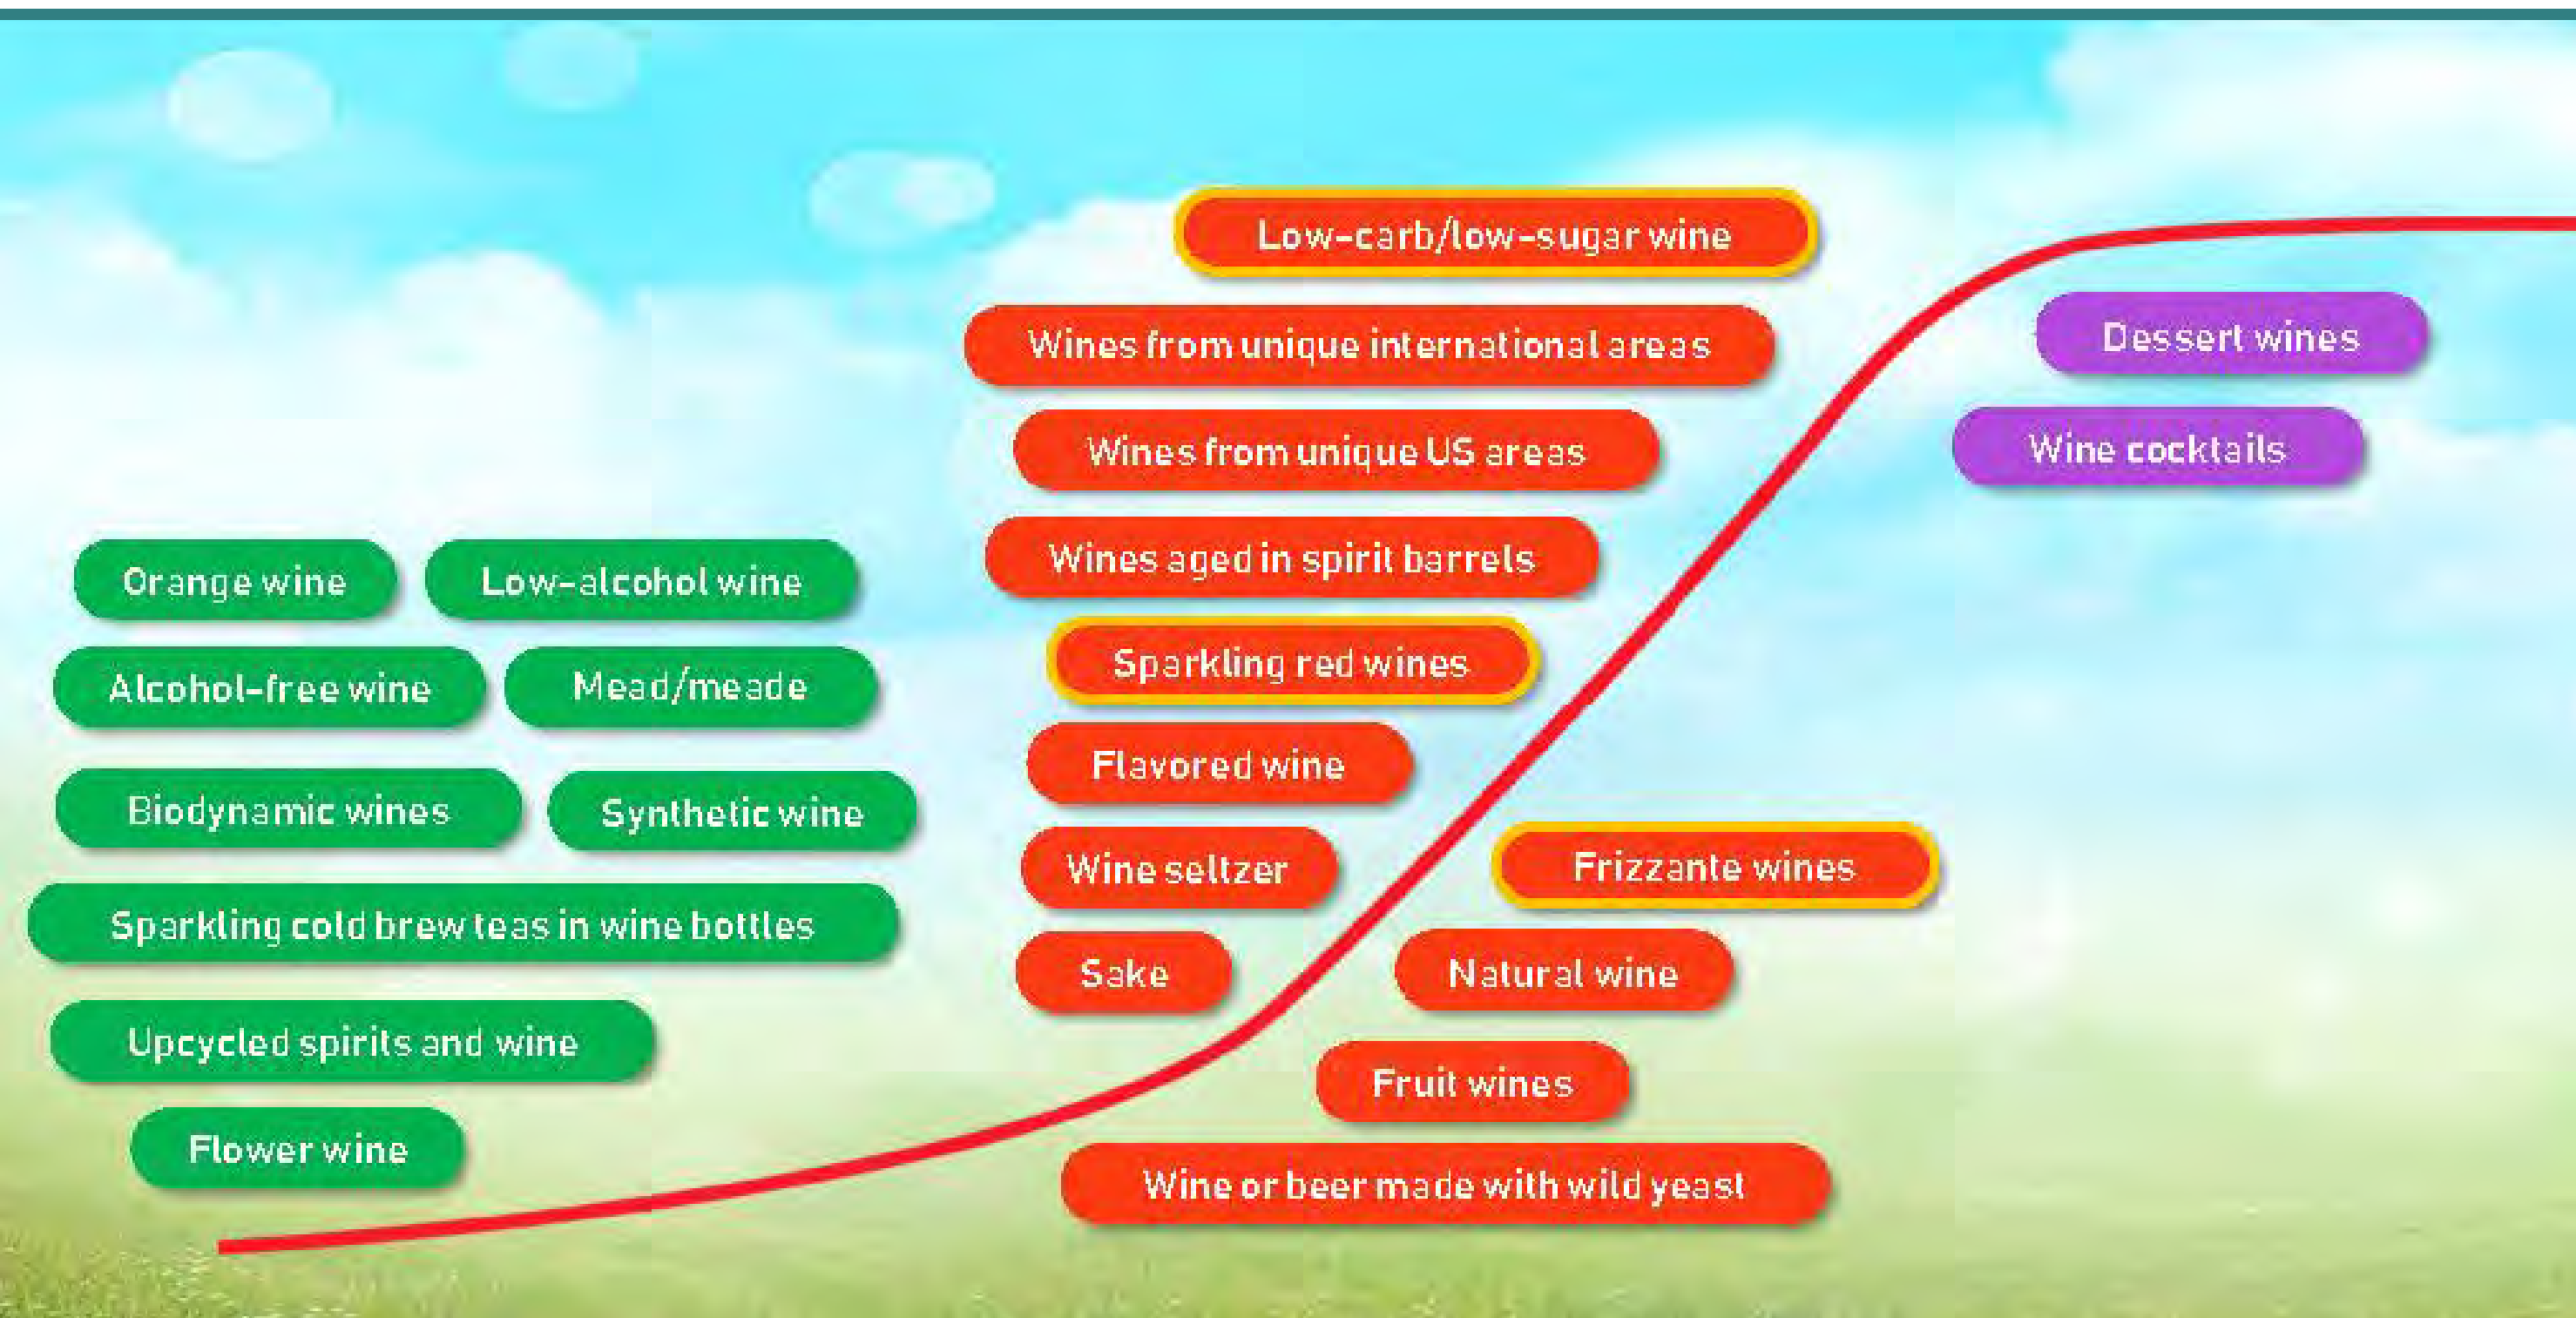 Low-carb/low-sugar wine
Wines from unique international areas
Dessert wines
Wines from unique US areas
Wine cocktails
Wines aged in spirit barrels
Orange wine
Low-alcohol wine
Sparkling red wines
Alcohol-free wine
Mead/meade
Flavored wine
Biodynamic wines
Synthetic wine
Wine seltzer
Frizzante wines
Sparkling cold brew teas in wine bottles
Sake
Natural wine
Upcycled spirits and wine
Fruit wines
Flower wine
Wine or beer made with wild yeast